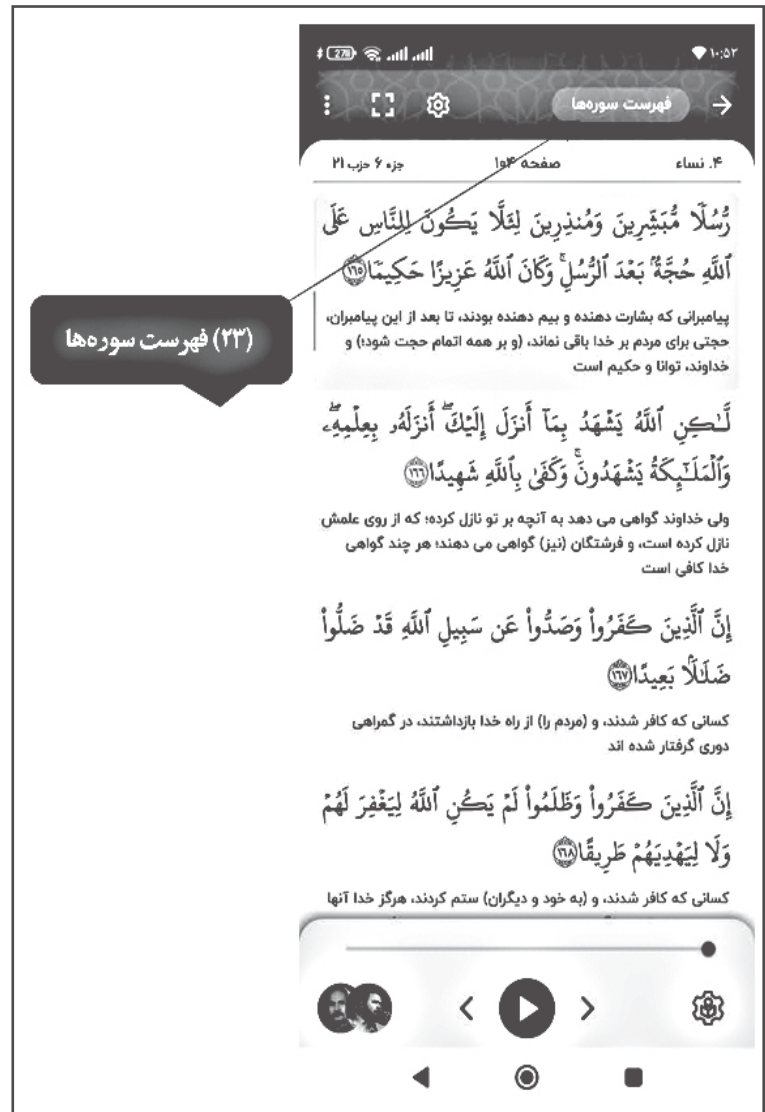 ۱۰:۵۲
27
فهرست سوره‌ها
۴. نساء صفحه ۱۰۴ جزء ۶ حزب ۲۱
رُّسُلًا مُّبَشِّرِينَ وَمُنذِرِينَ لِئَلَّا يَكُونَ لِلنَّاسِ عَلَى
ٱللَّهِ حُجَّةٌۢ بَعْدَ ٱلرُّسُلِۚ وَكَانَ ٱللَّهُ عَزِيزًا حَكِيمًا ۝١٦٥
پیامبرانی که بشارت دهنده و بیم دهنده بودند، تا بعد از این پیامبران،
حجتی برای مردم بر خدا باقی نماند، (و بر همه اتمام حجت شود؛) و
خداوند، توانا و حکیم است
(۲۳) فهرست سوره‌ها
لَّـٰكِنِ ٱللَّهُ يَشْهَدُ بِمَآ أَنزَلَ إِلَيْكَۖ أَنزَلَهُۥ بِعِلْمِهِۦۖ
وَٱلْمَلَـٰٓئِكَةُ يَشْهَدُونَۚ وَكَفَىٰ بِٱللَّهِ شَهِيدًا ۝١٦٦
ولی خداوند گواهی می دهد به آنچه بر تو نازل کرده؛ که از روی علمش
نازل کرده است، و فرشتگان (نیز) گواهی می دهند؛ هر چند گواهی
خدا کافی است
إِنَّ ٱلَّذِينَ كَفَرُوا۟ وَصَدُّوا۟ عَن سَبِيلِ ٱللَّهِ قَدْ ضَلُّوا۟
ضَلَـٰلًۢا بَعِيدًا ۝١٦٧
کسانی که کافر شدند، و (مردم را) از راه خدا بازداشتند، در گمراهی
دوری گرفتار شده اند
إِنَّ ٱلَّذِينَ كَفَرُوا۟ وَظَلَمُوا۟ لَمْ يَكُنِ ٱللَّهُ لِيَغْفِرَ لَهُمْ
وَلَا لِيَهْدِيَهُمْ طَرِيقًا ۝١٦٨
کسانی که کافر شدند، و (به خود و دیگران) ستم کردند، هرگز خدا آنها